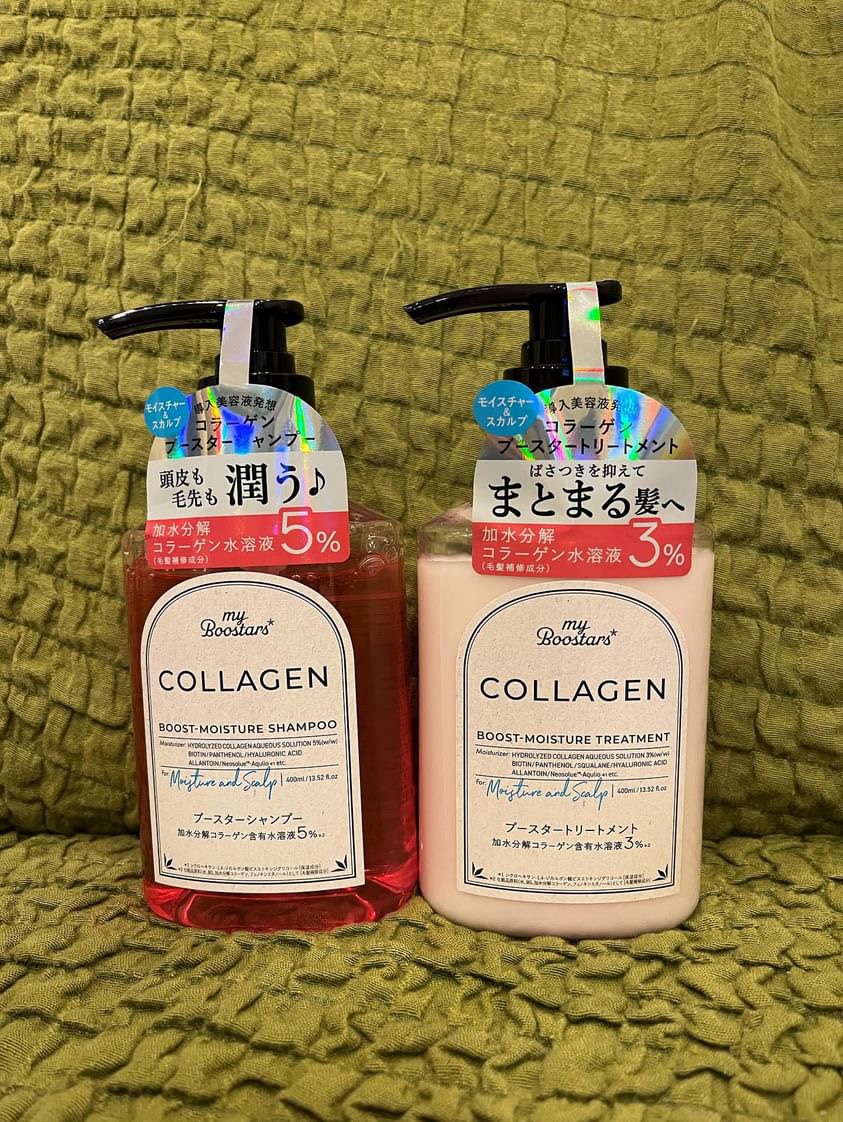 モイスチャー
&
スカルプ
導入美容液発想
コラーゲン
ブースターシャンプー
頭皮も
毛先も 潤う♪
加水分解
コラーゲン水溶液 5%
(毛髪補修成分)
my
Boostars*
COLLAGEN
BOOST-MOISTURE SHAMPOO
Moisturizer: HYDROLYZED COLLAGEN AQUEOUS SOLUTION 5%(w/w)
BIOTIN/PANTHENOL/HYALURONIC ACID
ALLANTOIN/Neosolue™-Aqulio *1 etc.
For: Moisture and Scalp 400ml/13.52 fl.oz
ブースターシャンプー
加水分解コラーゲン含有水溶液5%*2
モイスチャー
&
スカルプ
導入美容液発
コラーゲン
ブースタートリートメント
ぱさつきを抑えて
まとまる髪へ
加水分解
コラーゲン水溶液 3%
(毛髪補修成分)
my
Boostars*
COLLAGEN
BOOST-MOISTURE TREATMENT
Moisturizer: HYDROLYZED COLLAGEN AQUEOUS SOLUTION 3%(w/w)
BIOTIN/PANTHENOL/SQUALANE/HYALURONIC ACID
ALLANTOIN/Neosolue™-Aqulio *1 etc.
For: Moisture and Scalp 400ml/13.52 fl.oz
ブースタートリートメント
加水分解コラーゲン含有水溶液3%*2